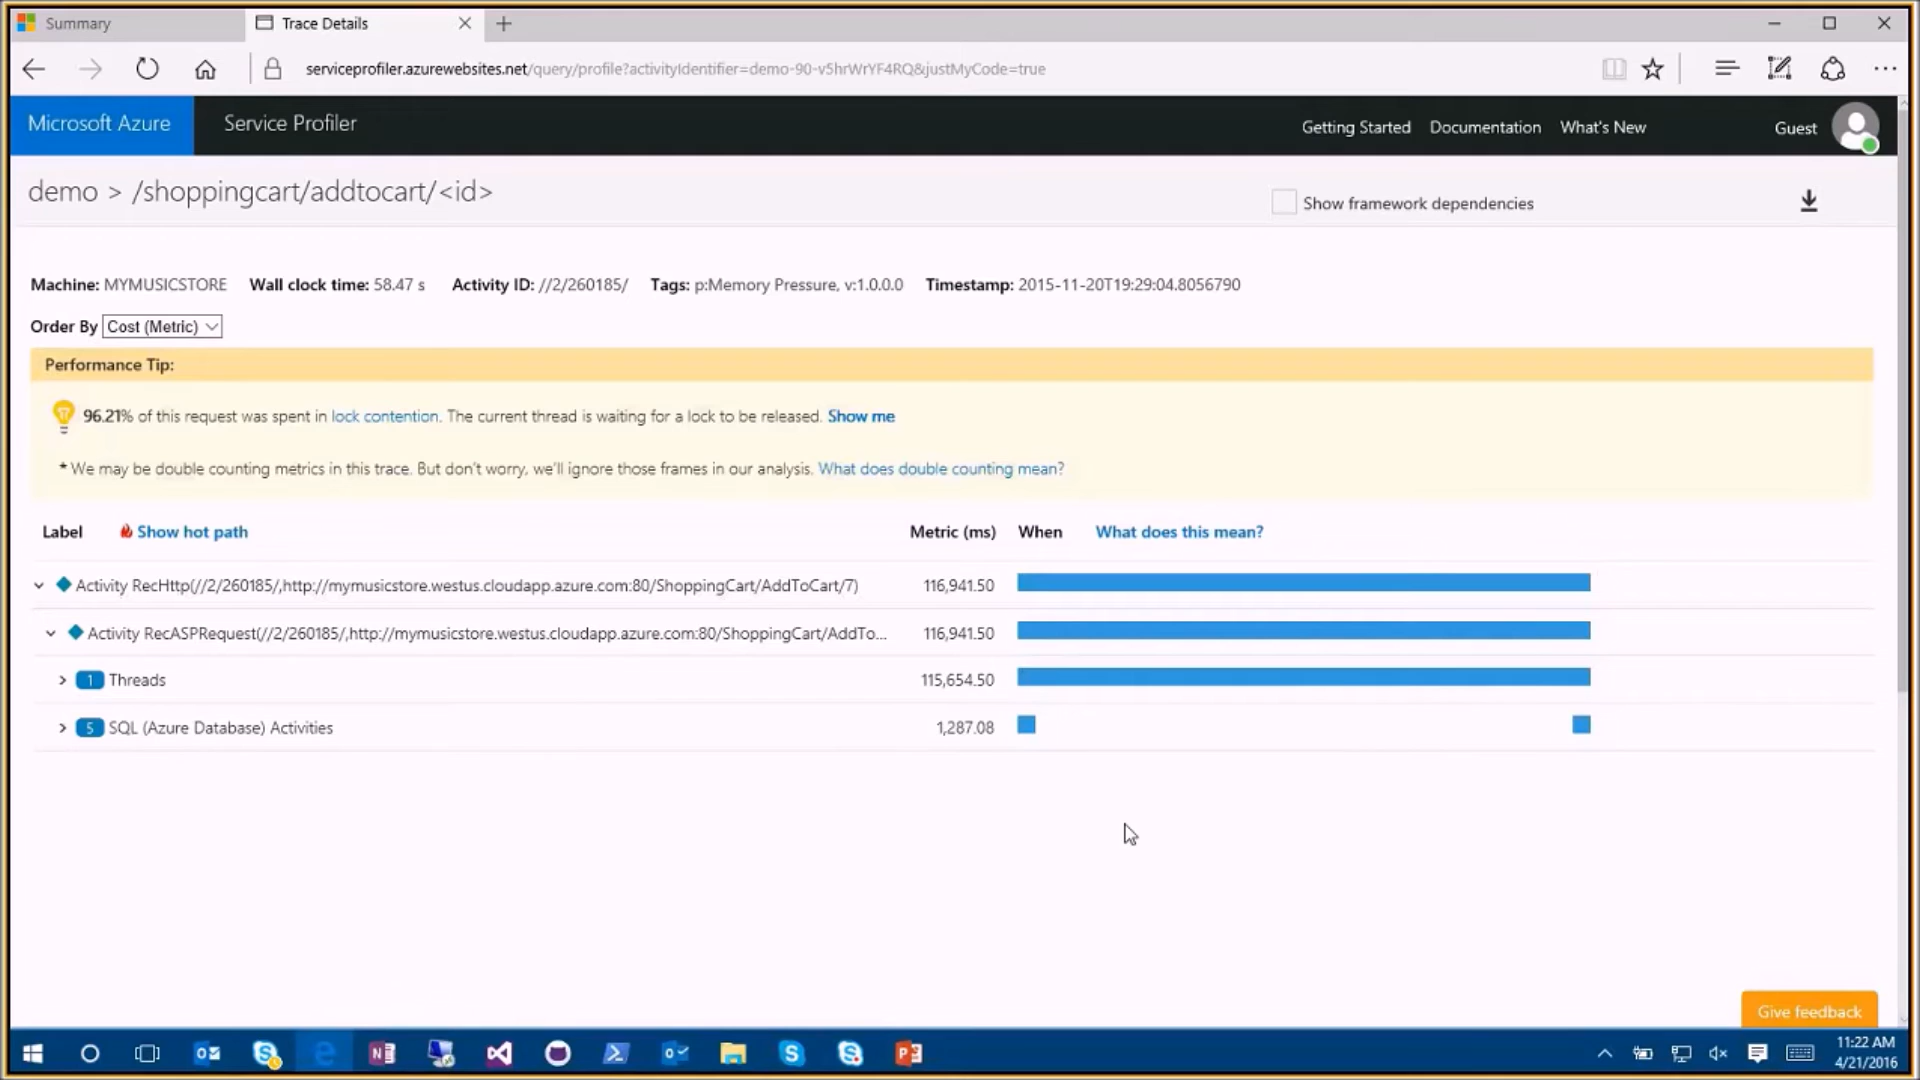 Summary
Trace Details
serviceprofiler.azurewebsites.net/query/profile?activityIdentifier=demo-90-v5hrWrYF4RQ&justMyCode=true
Microsoft Azure
Service Profiler
Getting Started
Documentation
What's New
Guest
demo > /shoppingcart/addtocart/<id>
Show framework dependencies
Machine: MYMUSICSTORE Wall clock time: 58.47 s Activity ID: //2/260185/ Tags: p:Memory Pressure, v:1.0.0.0 Timestamp: 2015-11-20T19:29:04.8056790
Order By Cost (Metric)
Performance Tip:
96.21% of this request was spent in lock contention. The current thread is waiting for a lock to be released. Show me
* We may be double counting metrics in this trace. But don't worry, we'll ignore those frames in our analysis. What does double counting mean?
Label Show hot path Metric (ms) When What does this mean?
Activity RecHttp(//2/260185/,http://mymusicstore.westus.cloudapp.azure.com:80/ShoppingCart/AddToCart/7) 116,941.50
Activity RecASPRequest(//2/260185/,http://mymusicstore.westus.cloudapp.azure.com:80/ShoppingCart/AddTo... 116,941.50
1 Threads 115,654.50
5 SQL (Azure Database) Activities 1,287.08
Give feedback
11:22 AM
4/21/2016